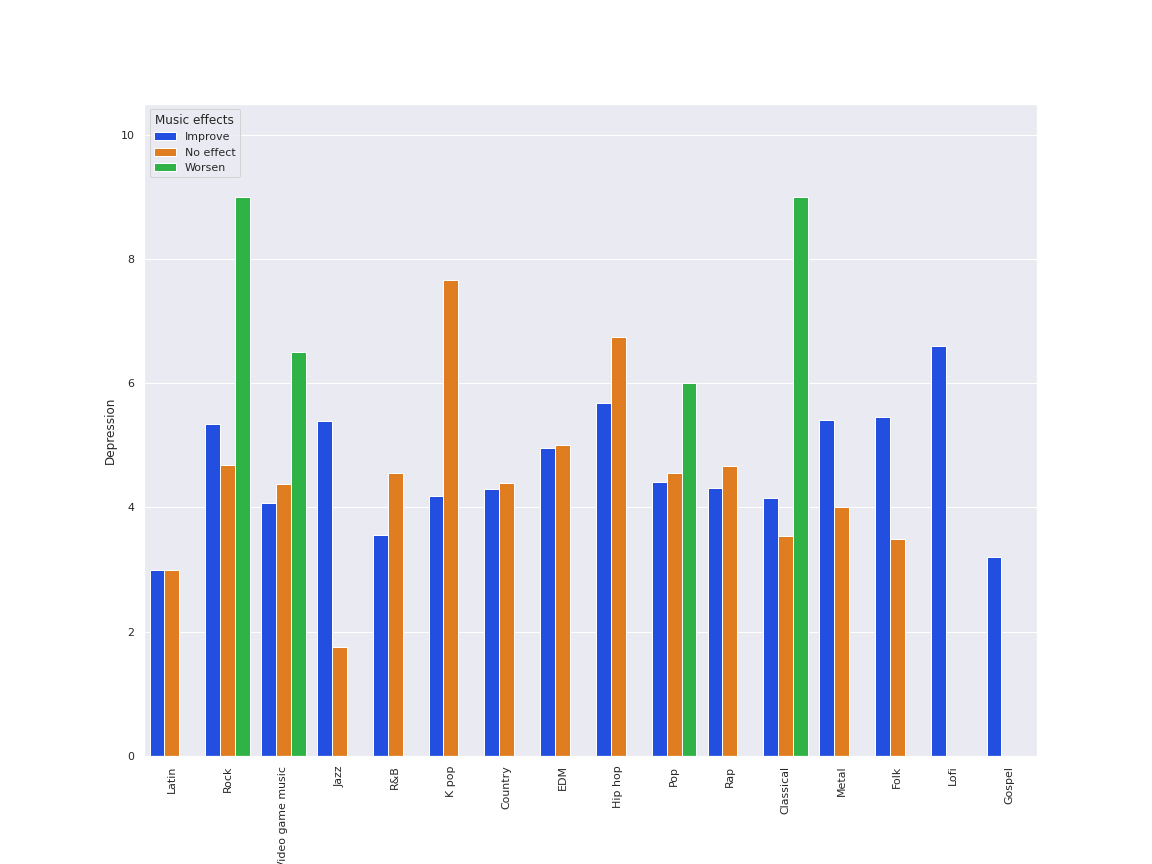 Music effects
Improve
No effect
Worsen
10
8
6
4
2
0
Depression
Latin
Rock
ideo game music
Jazz
R&B
K pop
Country
EDM
Hip hop
Pop
Rap
Classical
Metal
Folk
Lofi
Gospel